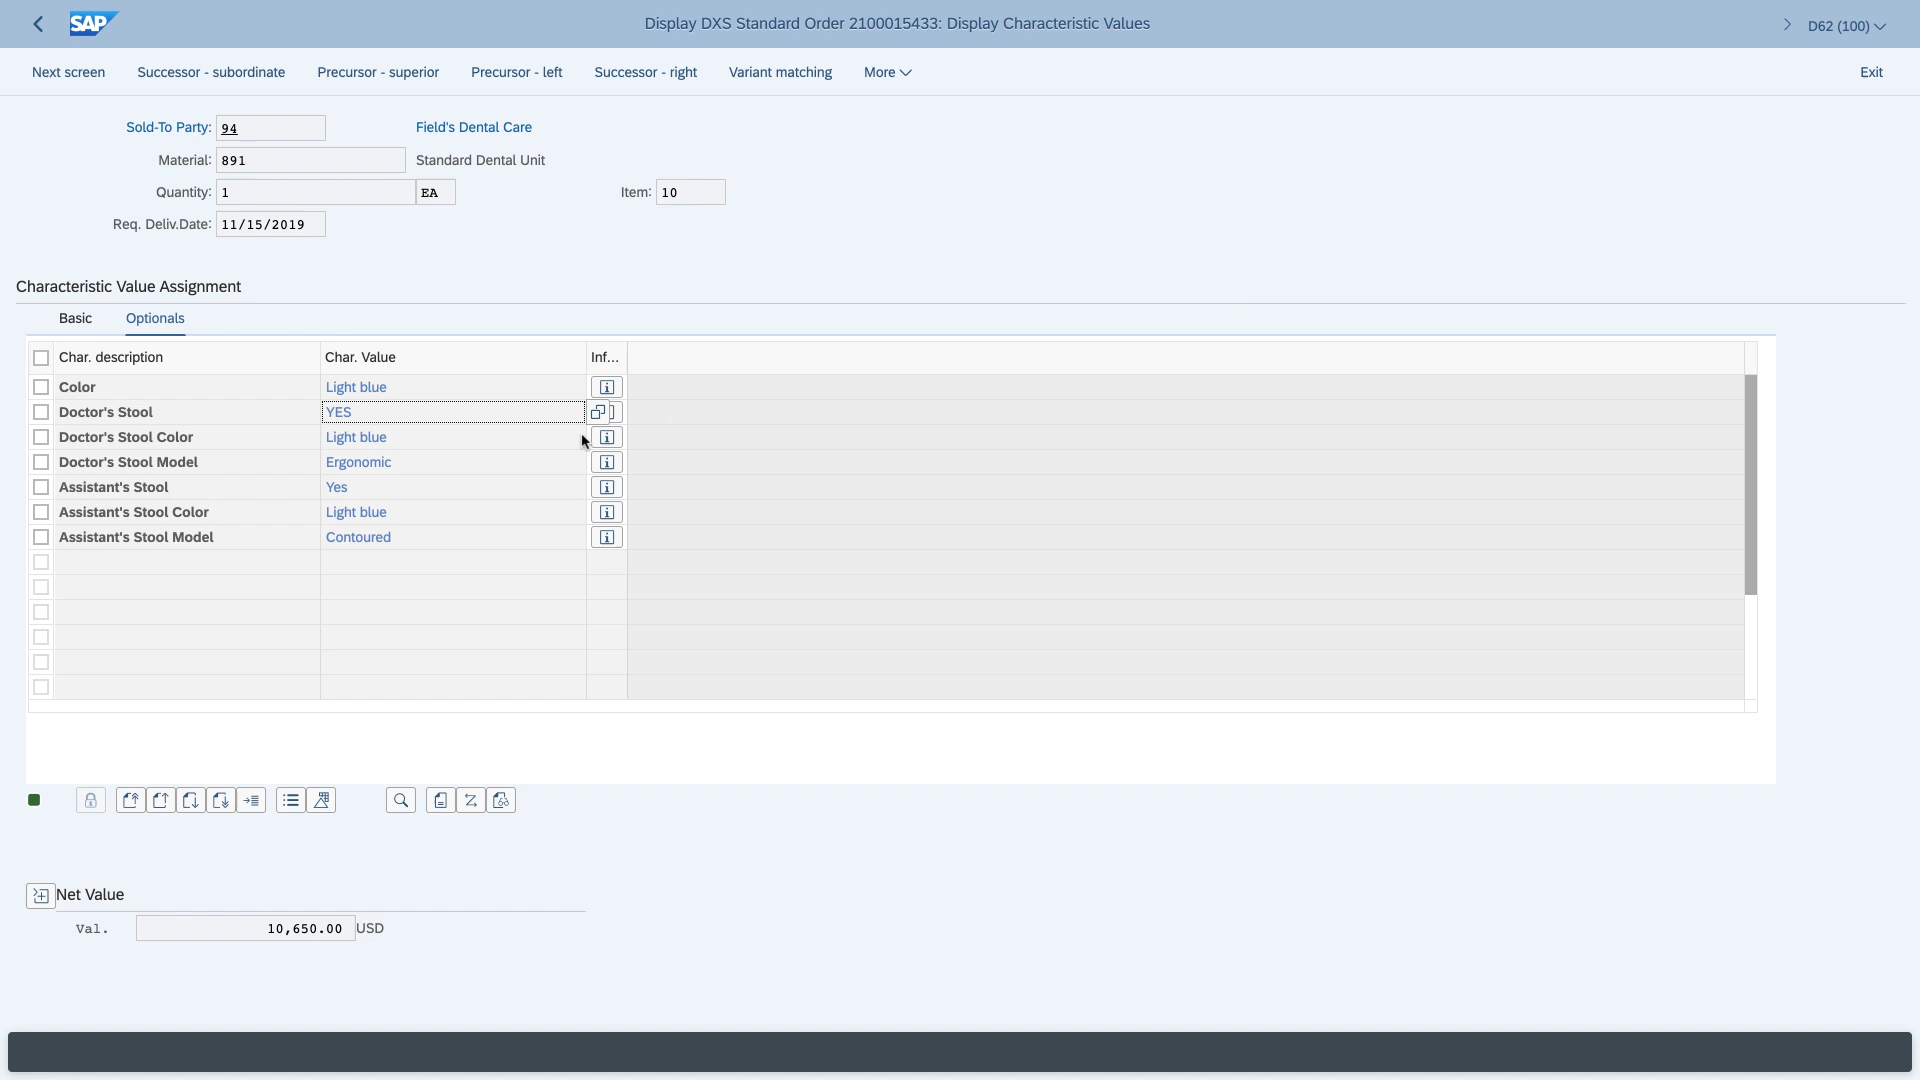 SAP
Display DXS Standard Order 2100015433: Display Characteristic Values
D62 (100)
Next screen
Successor - subordinate
Precursor - superior
Precursor - left
Successor - right
Variant matching
More
Exit
Sold-To Party: 94 Field's Dental Care
Material: 891 Standard Dental Unit
Quantity: 1 EA Item: 10
Req. Deliv.Date: 11/15/2019
Characteristic Value Assignment
Basic Optionals
Char. description Char. Value Inf...
Color Light blue
Doctor's Stool YES
Doctor's Stool Color Light blue
Doctor's Stool Model Ergonomic
Assistant's Stool Yes
Assistant's Stool Color Light blue
Assistant's Stool Model Contoured
Net Value
Val. 10,650.00 USD